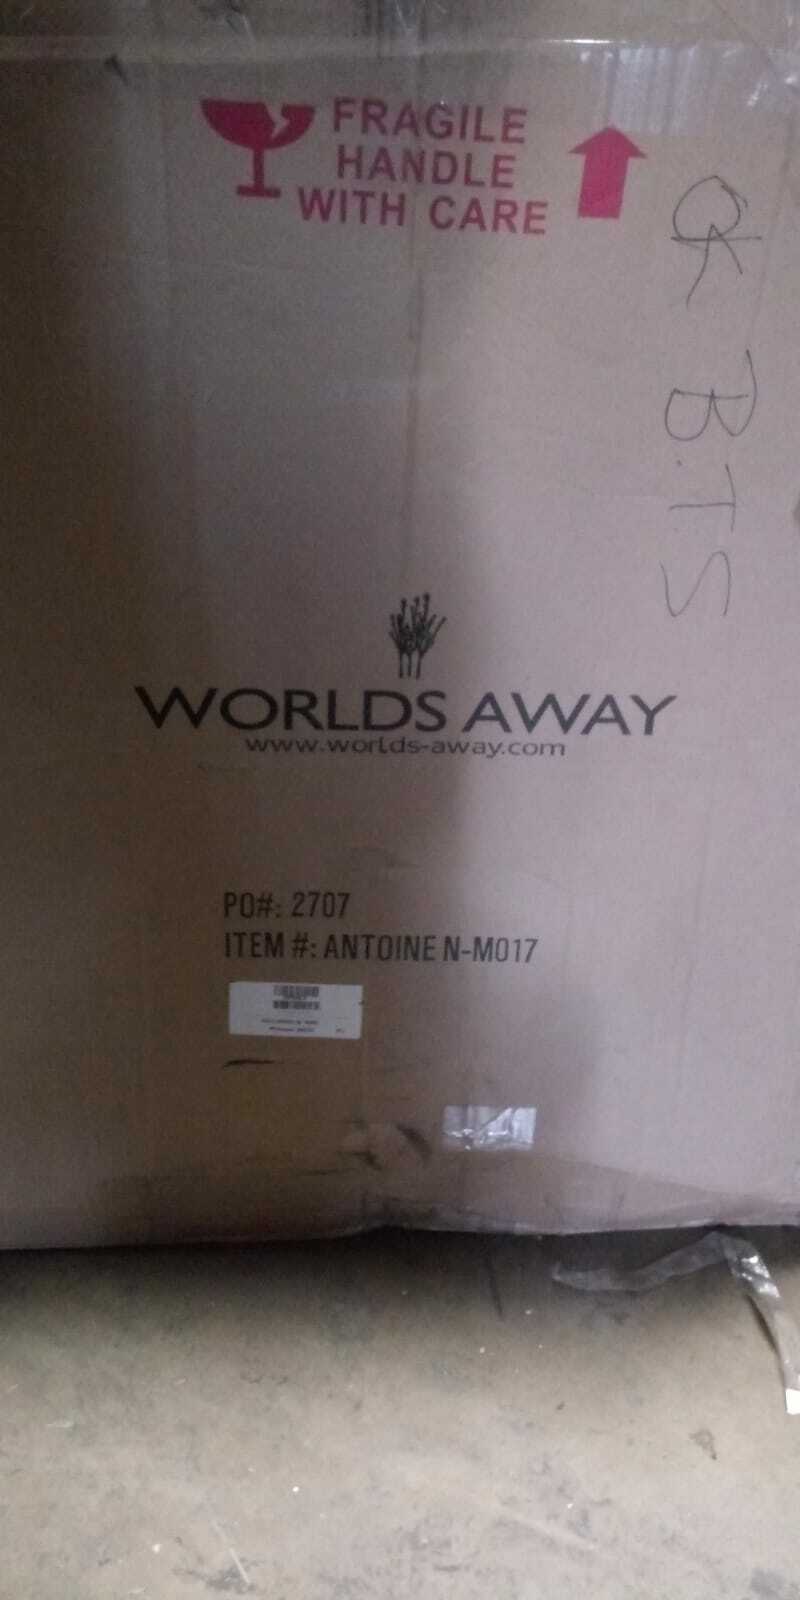 FRAGILE
HANDLE
WITH CARE
OK B.T.S
WORLDS AWAY
www.worlds-away.com
PO#: 2707
ITEM #: ANTOINE N-M017